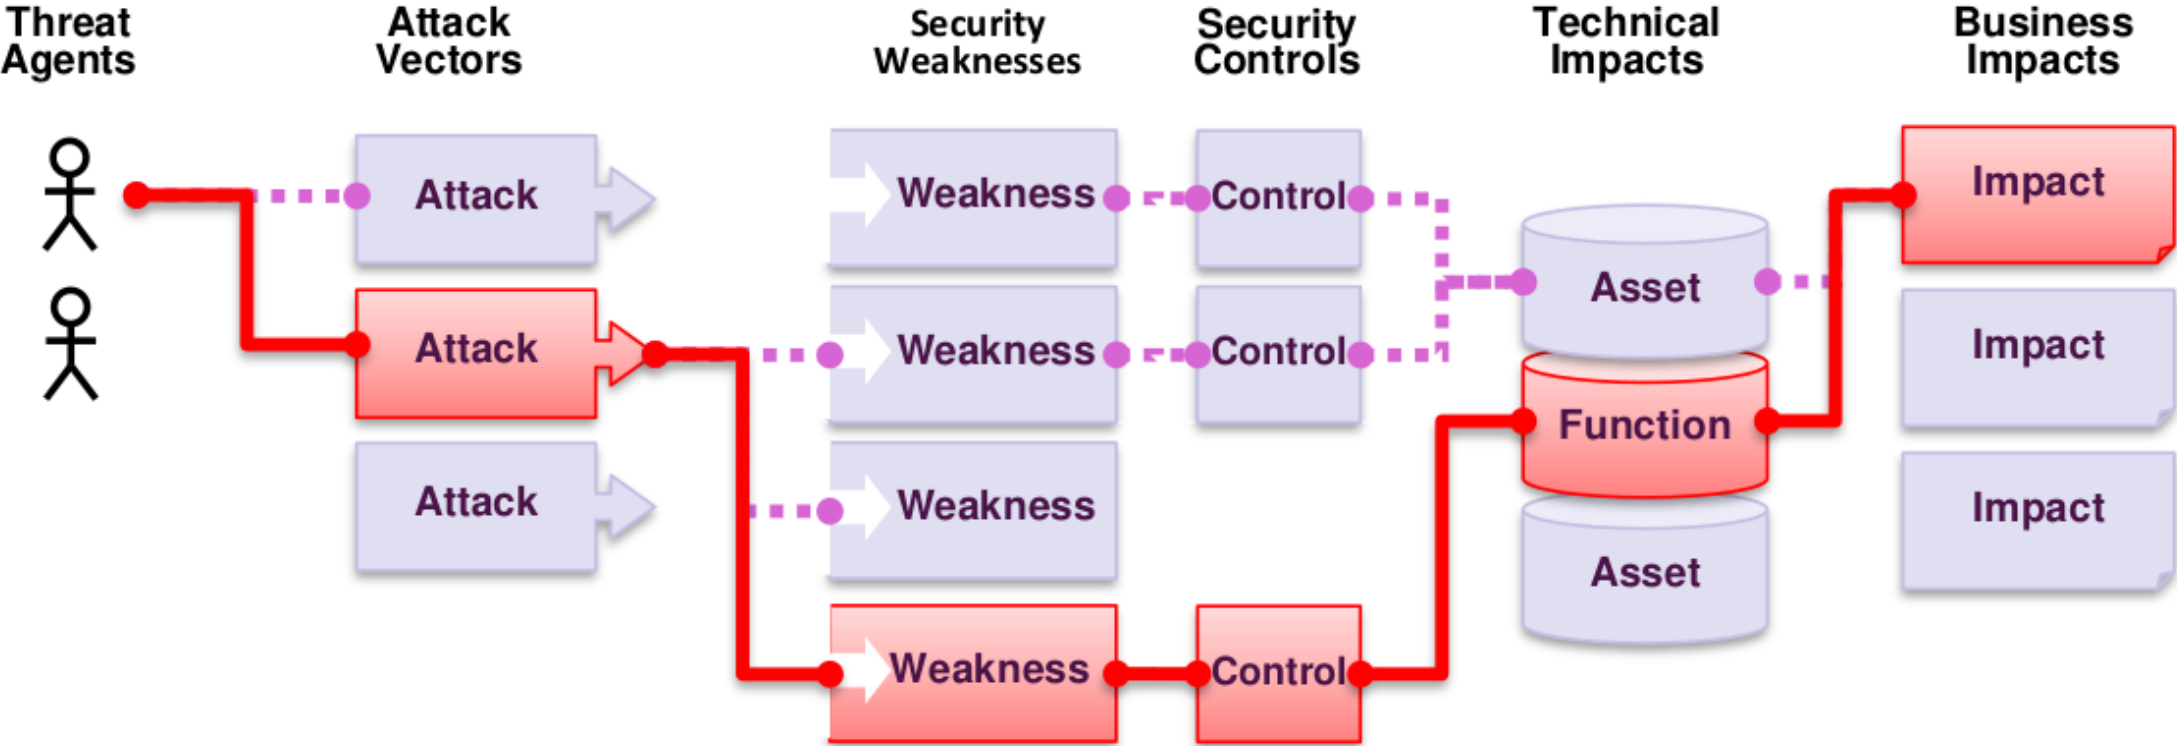 Threat
Agents
Attack
Vectors
Security
Weaknesses
Security
Controls
Technical
Impacts
Business
Impacts
Attack
Weakness
Control
Impact
Asset
Attack
Weakness
Control
Impact
Function
Attack
Weakness
Impact
Asset
Weakness
Control